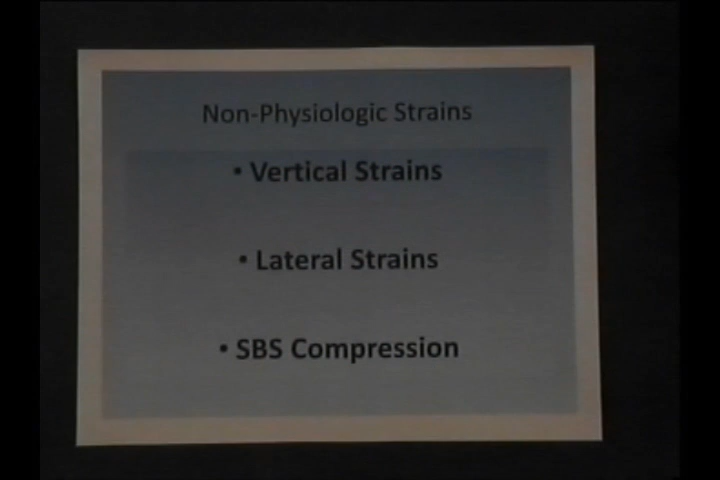 Non-Physiologic Strains
• Vertical Strains
• Lateral Strains
• SBS Compression